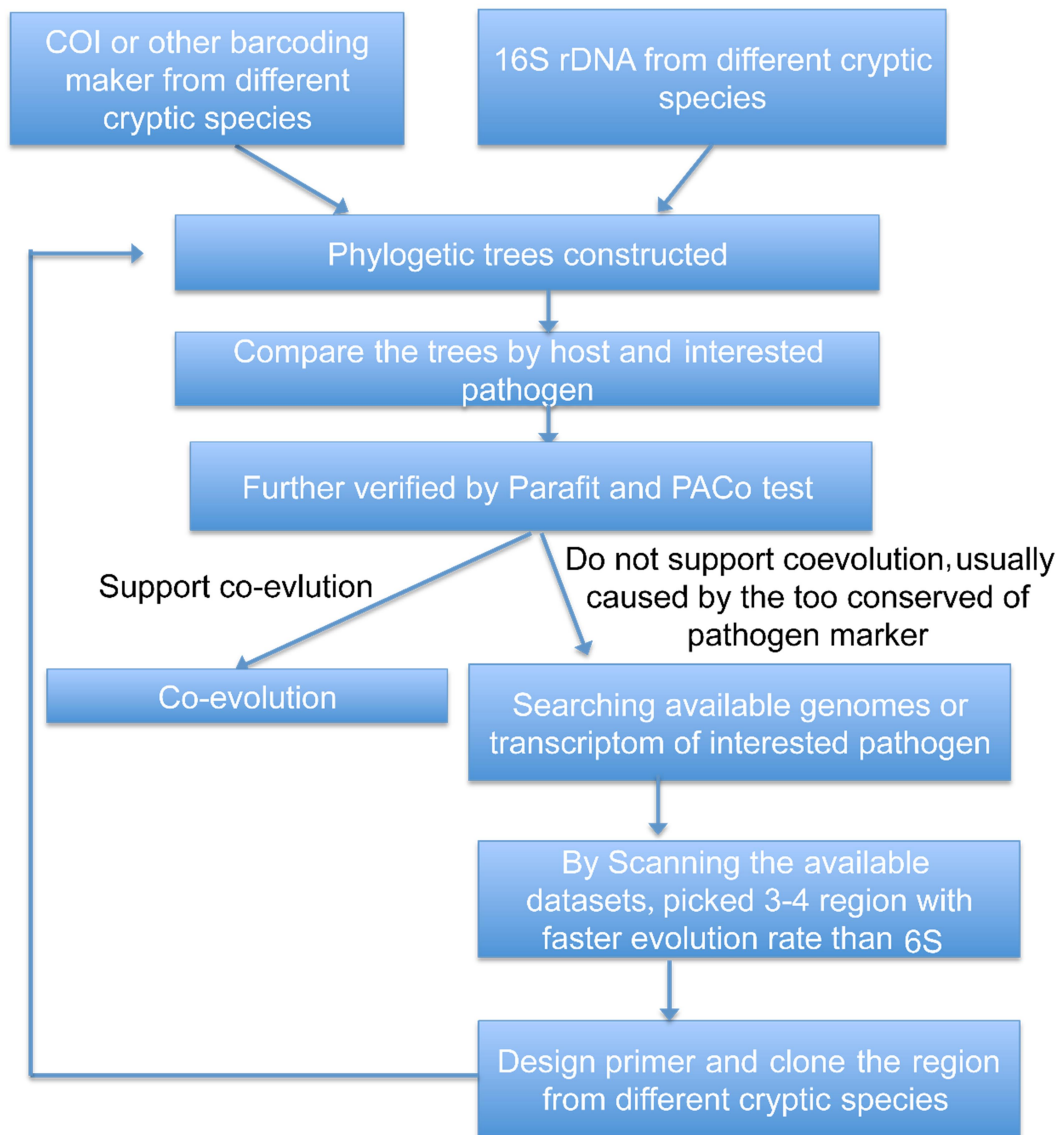 COI or other barcoding
maker from different
cryptic species
16S rDNA from different cryptic
species
Phylogetic trees constructed
Compare the trees by host and interested
pathogen
Further verified by Parafit and PACo test
Support co-evlution
Do not support coevolution, usually
caused by the too conserved of
pathogen marker
Co-evolution
Searching available genomes or
transcriptom of interested pathogen
By Scanning the available
datasets, picked 3-4 region with
faster evolution rate than 6S
Design primer and clone the region
from different cryptic species